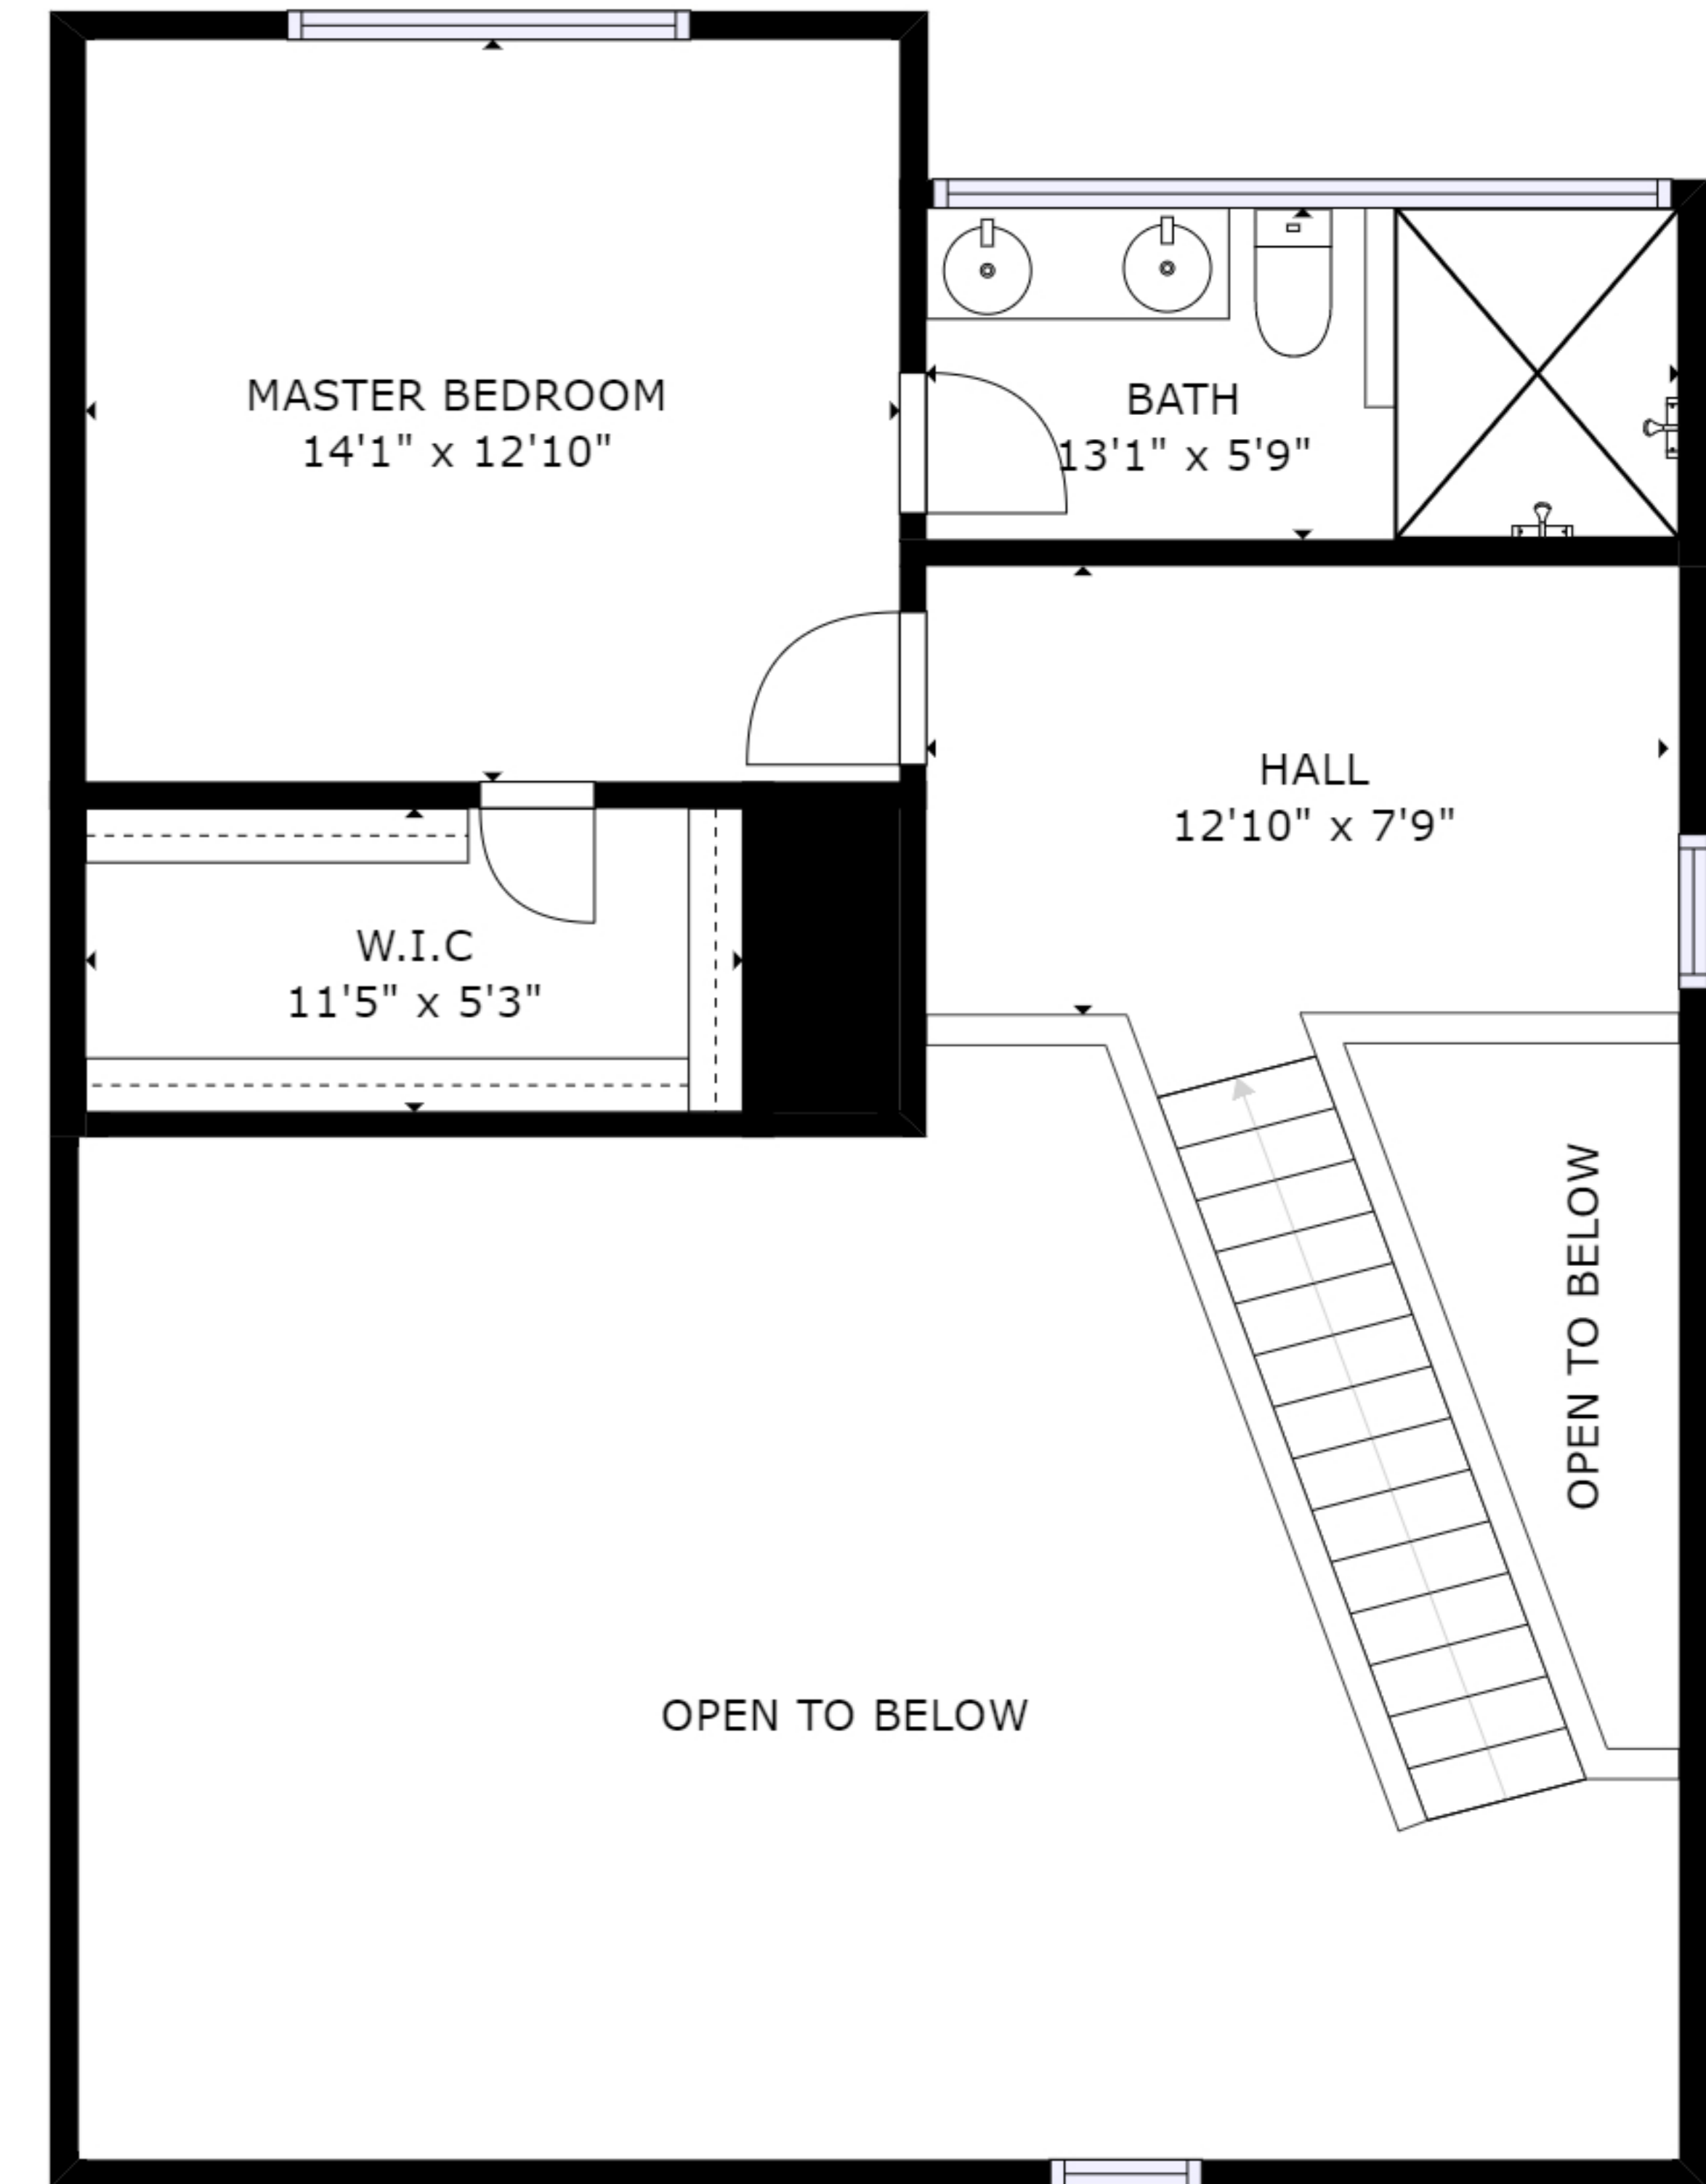 MASTER BEDROOM
14'1" x 12'10"
BATH
13'1" x 5'9"
HALL
12'10" x 7'9"
W.I.C
11'5" x 5'3"
OPEN TO BELOW
OPEN TO BELOW